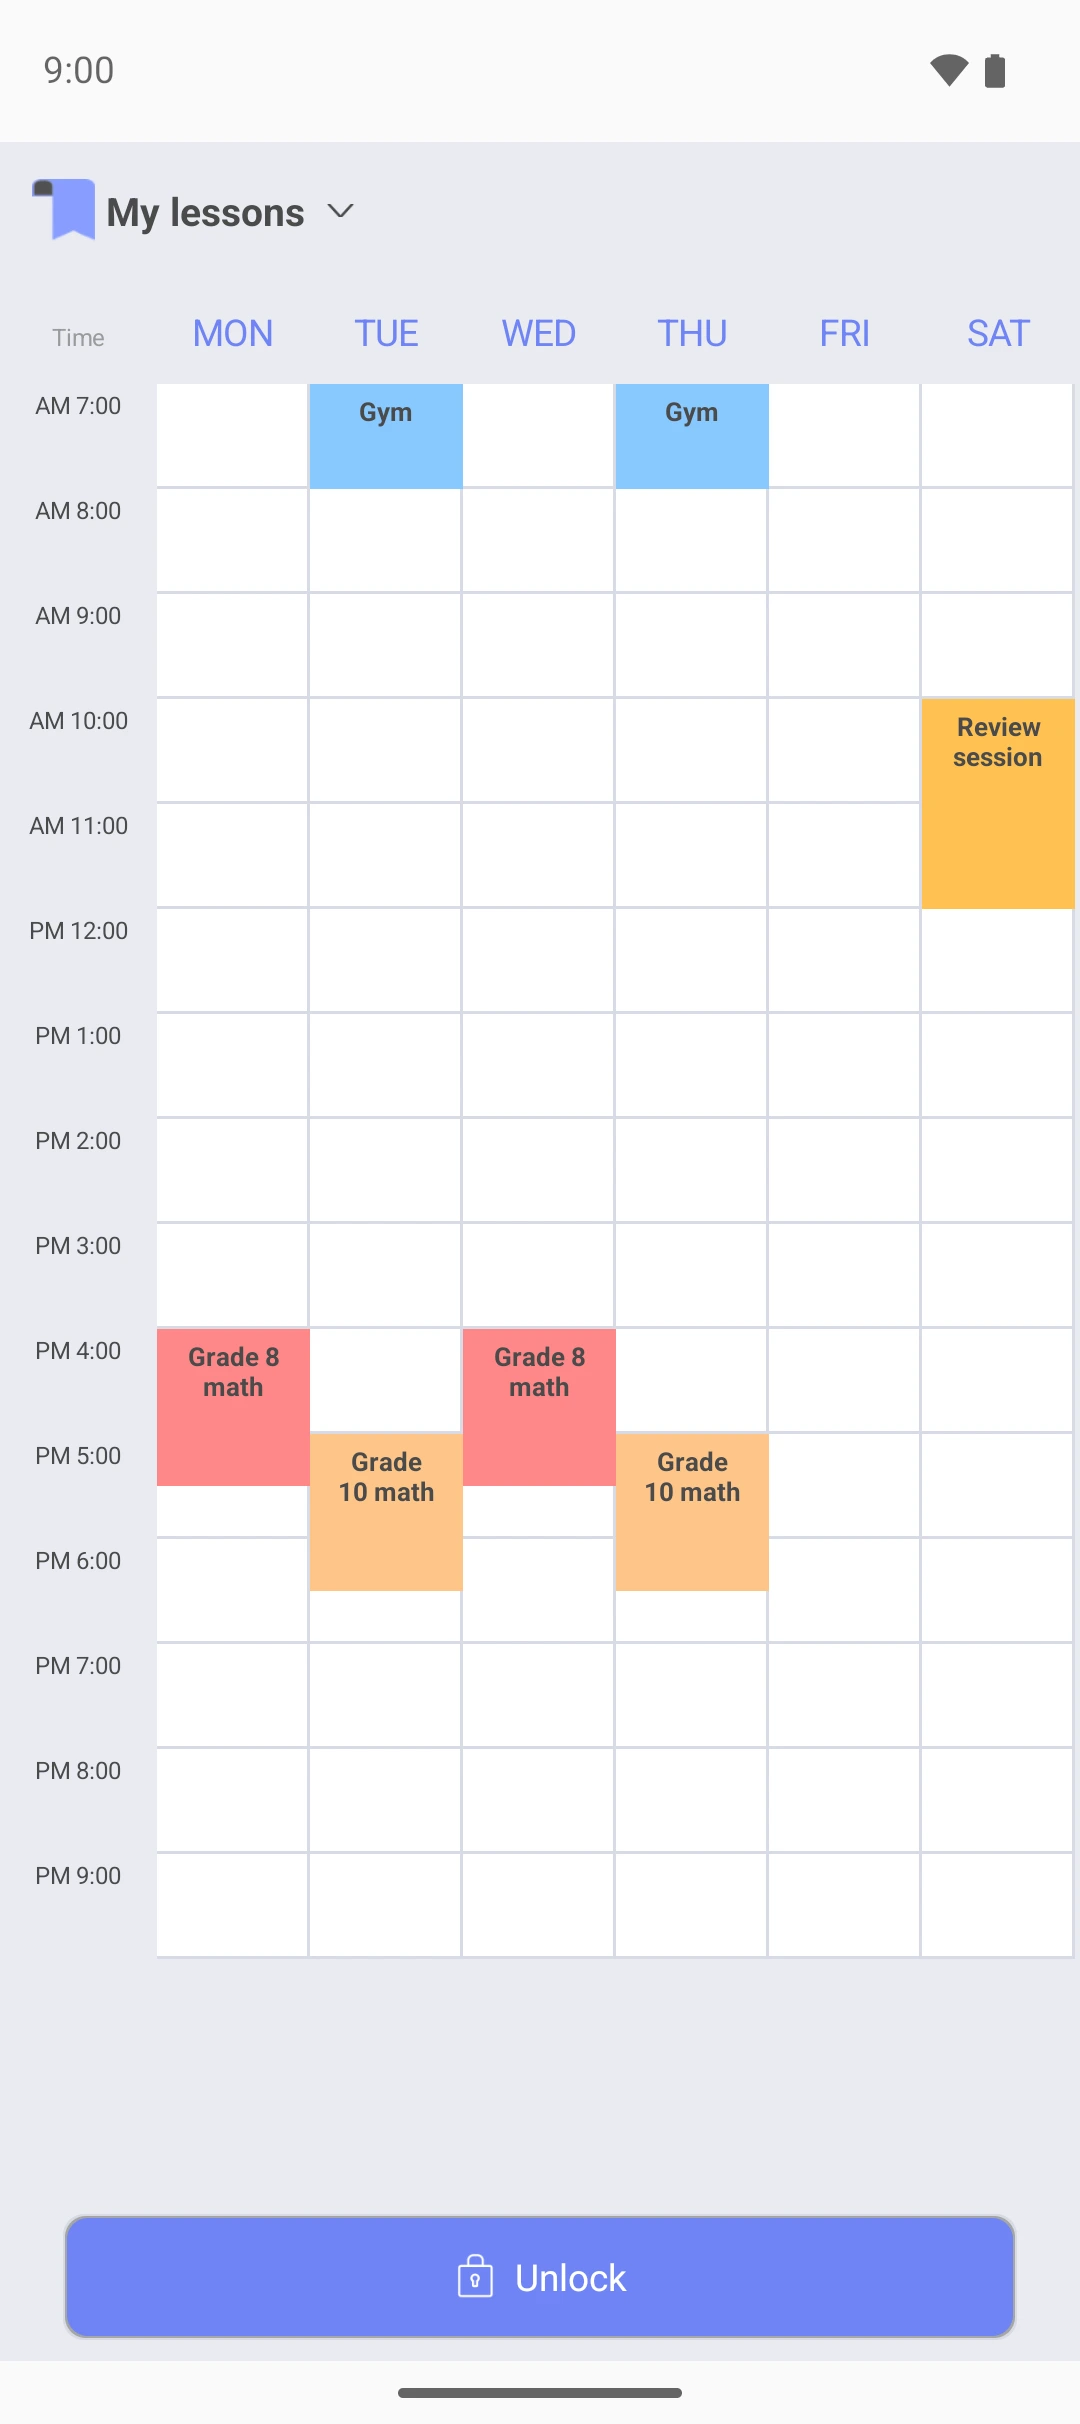 9:00
My lessons
Time MON TUE WED THU FRI SAT
AM 7:00 Gym Gym
AM 8:00
AM 9:00
AM 10:00 Review
session
AM 11:00
PM 12:00
PM 1:00
PM 2:00
PM 3:00
PM 4:00 Grade 8 Grade 8
math math
PM 5:00 Grade Grade
10 math 10 math
PM 6:00
PM 7:00
PM 8:00
PM 9:00
Unlock